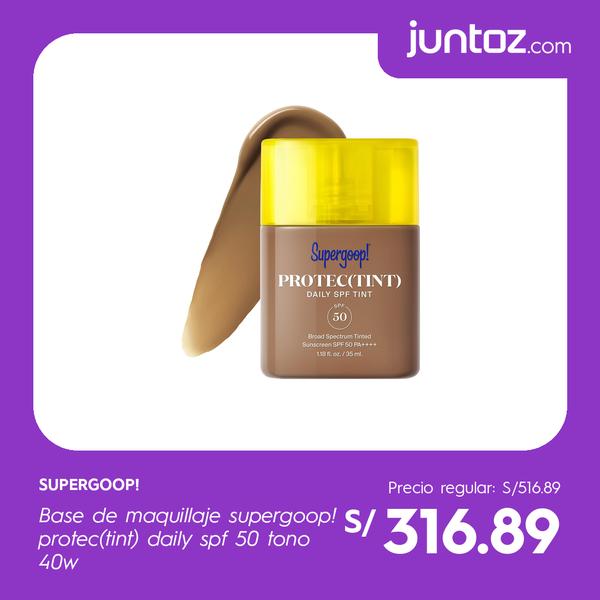 juntoz.com
Supergoop!
PROTEC(TINT)
DAILY SPF TINT
SPF
50
Broad Spectrum Tinted
Sunscreen SPF 50 PA++++
1.18 fl. oz. / 35 ml.
SUPERGOOP!
Base de maquillaje supergoop!
protec(tint) daily spf 50 tono
40w
Precio regular: S/516.89
S/ 316.89